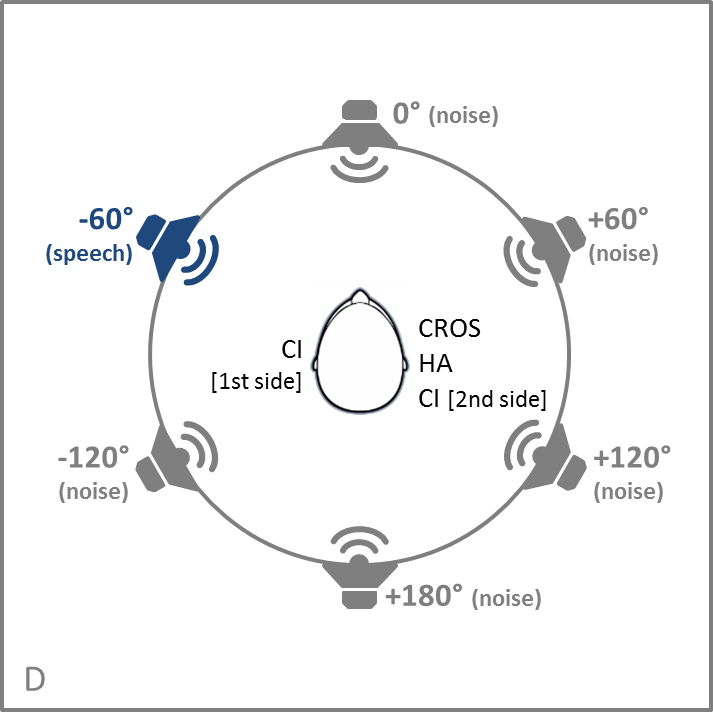 0° (noise)
-60°
(speech)
+60°
(noise)
CI
[1st side]
CROS
HA
CI [2nd side]
-120°
(noise)
+120°
(noise)
+180° (noise)
D